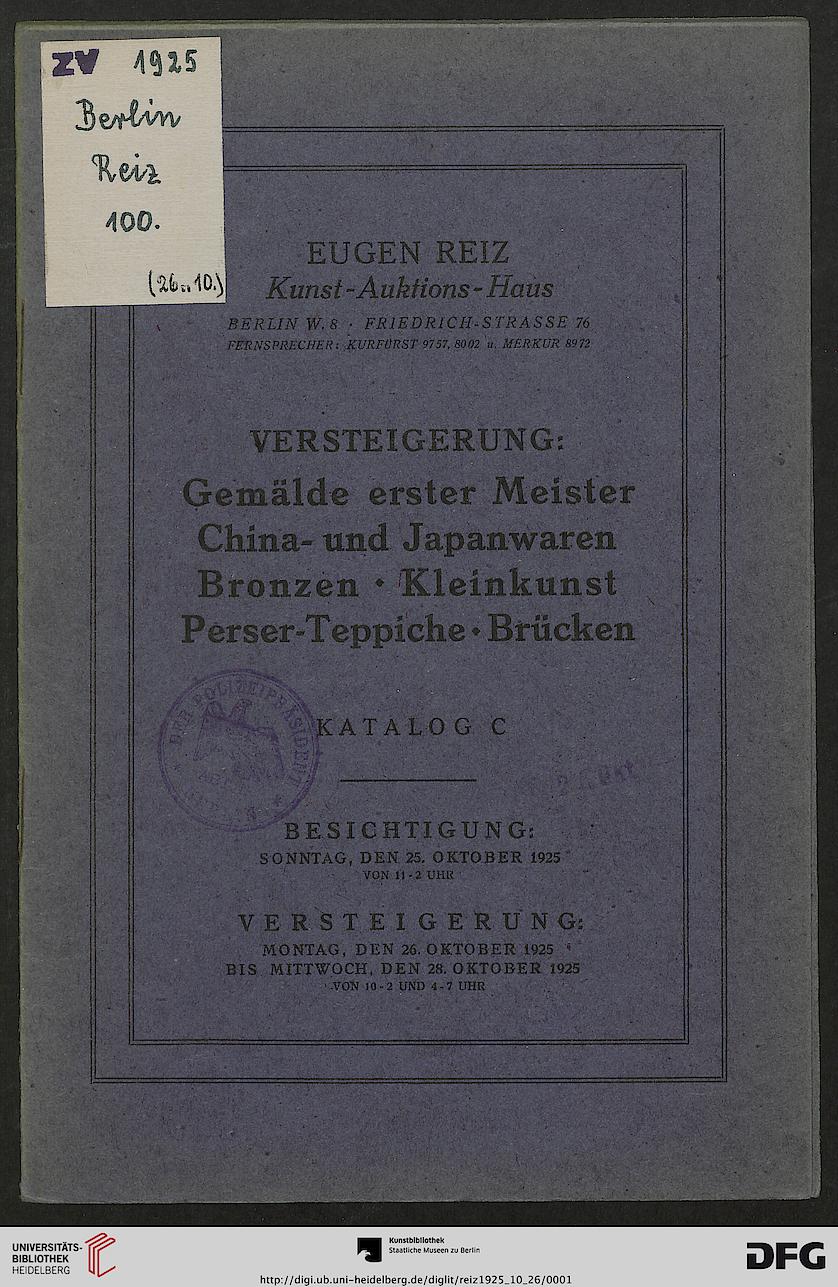 ZV 1925
Berlin
Reiz
100.
(26.. 10.)
EUGEN REIZ
Kunst-Auktions-Haus
BERLIN W. 8 · FRIEDRICH-STRASSE 76
FERNSPRECHER: KURFÜRST 9757, 8002 u. MERKUR 8972
VERSTEIGERUNG:
Gemälde erster Meister
China- und Japanwaren
Bronzen • Kleinkunst
Perser-Teppiche • Brücken
DER POLIZEIPRÄSIDENT
KATALOG C
BESICHTIGUNG:
SONNTAG, DEN 25. OKTOBER 1925
VON 11-2 UHR
VERSTEIGERUNG:
MONTAG, DEN 26. OKTOBER 1925
BIS MITTWOCH, DEN 28. OKTOBER 1925
VON 10-2 UND 4-7 UHR
UNIVERSITÄTS-
BIBLIOTHEK
HEIDELBERG
Kunstbibliothek
Staatliche Museen zu Berlin
DFG
http://digi.ub.uni-heidelberg.de/diglit/reiz1925_10_26/0001